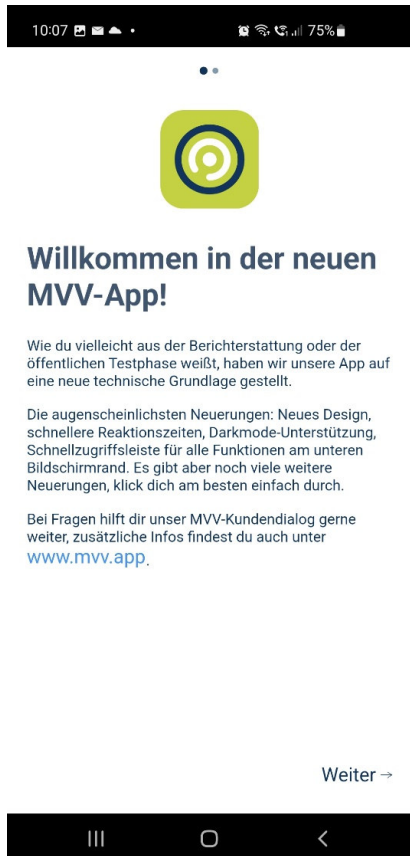 10:07
75%
Willkommen in der neuen
MVV-App!
Wie du vielleicht aus der Berichterstattung oder der
öffentlichen Testphase weißt, haben wir unsere App auf
eine neue technische Grundlage gestellt.
Die augenscheinlichsten Neuerungen: Neues Design,
schnellere Reaktionszeiten, Darkmode-Unterstützung,
Schnellzugriffsleiste für alle Funktionen am unteren
Bildschirmrand. Es gibt aber noch viele weitere
Neuerungen, klick dich am besten einfach durch.
Bei Fragen hilft dir unser MVV-Kundendialog gerne
weiter, zusätzliche Infos findest du auch unter
www.mvv.app.
Weiter →